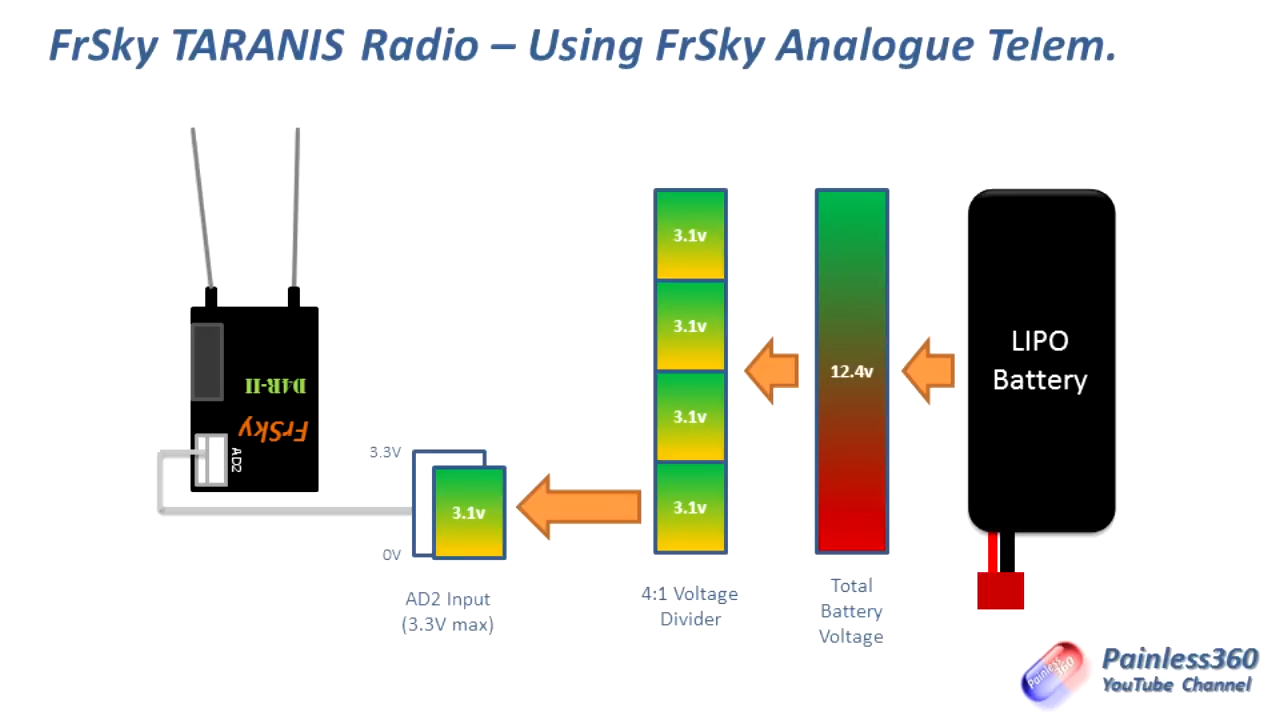 FrSky TARANIS Radio – Using FrSky Analogue Telem.
D4R-II
FrSky
AD2
3.3V
0V
3.1v
AD2 Input
(3.3V max)
3.1v
3.1v
3.1v
3.1v
4:1 Voltage
Divider
12.4v
Total
Battery
Voltage
LIPO
Battery
Painless
360
Painless360
YouTube Channel